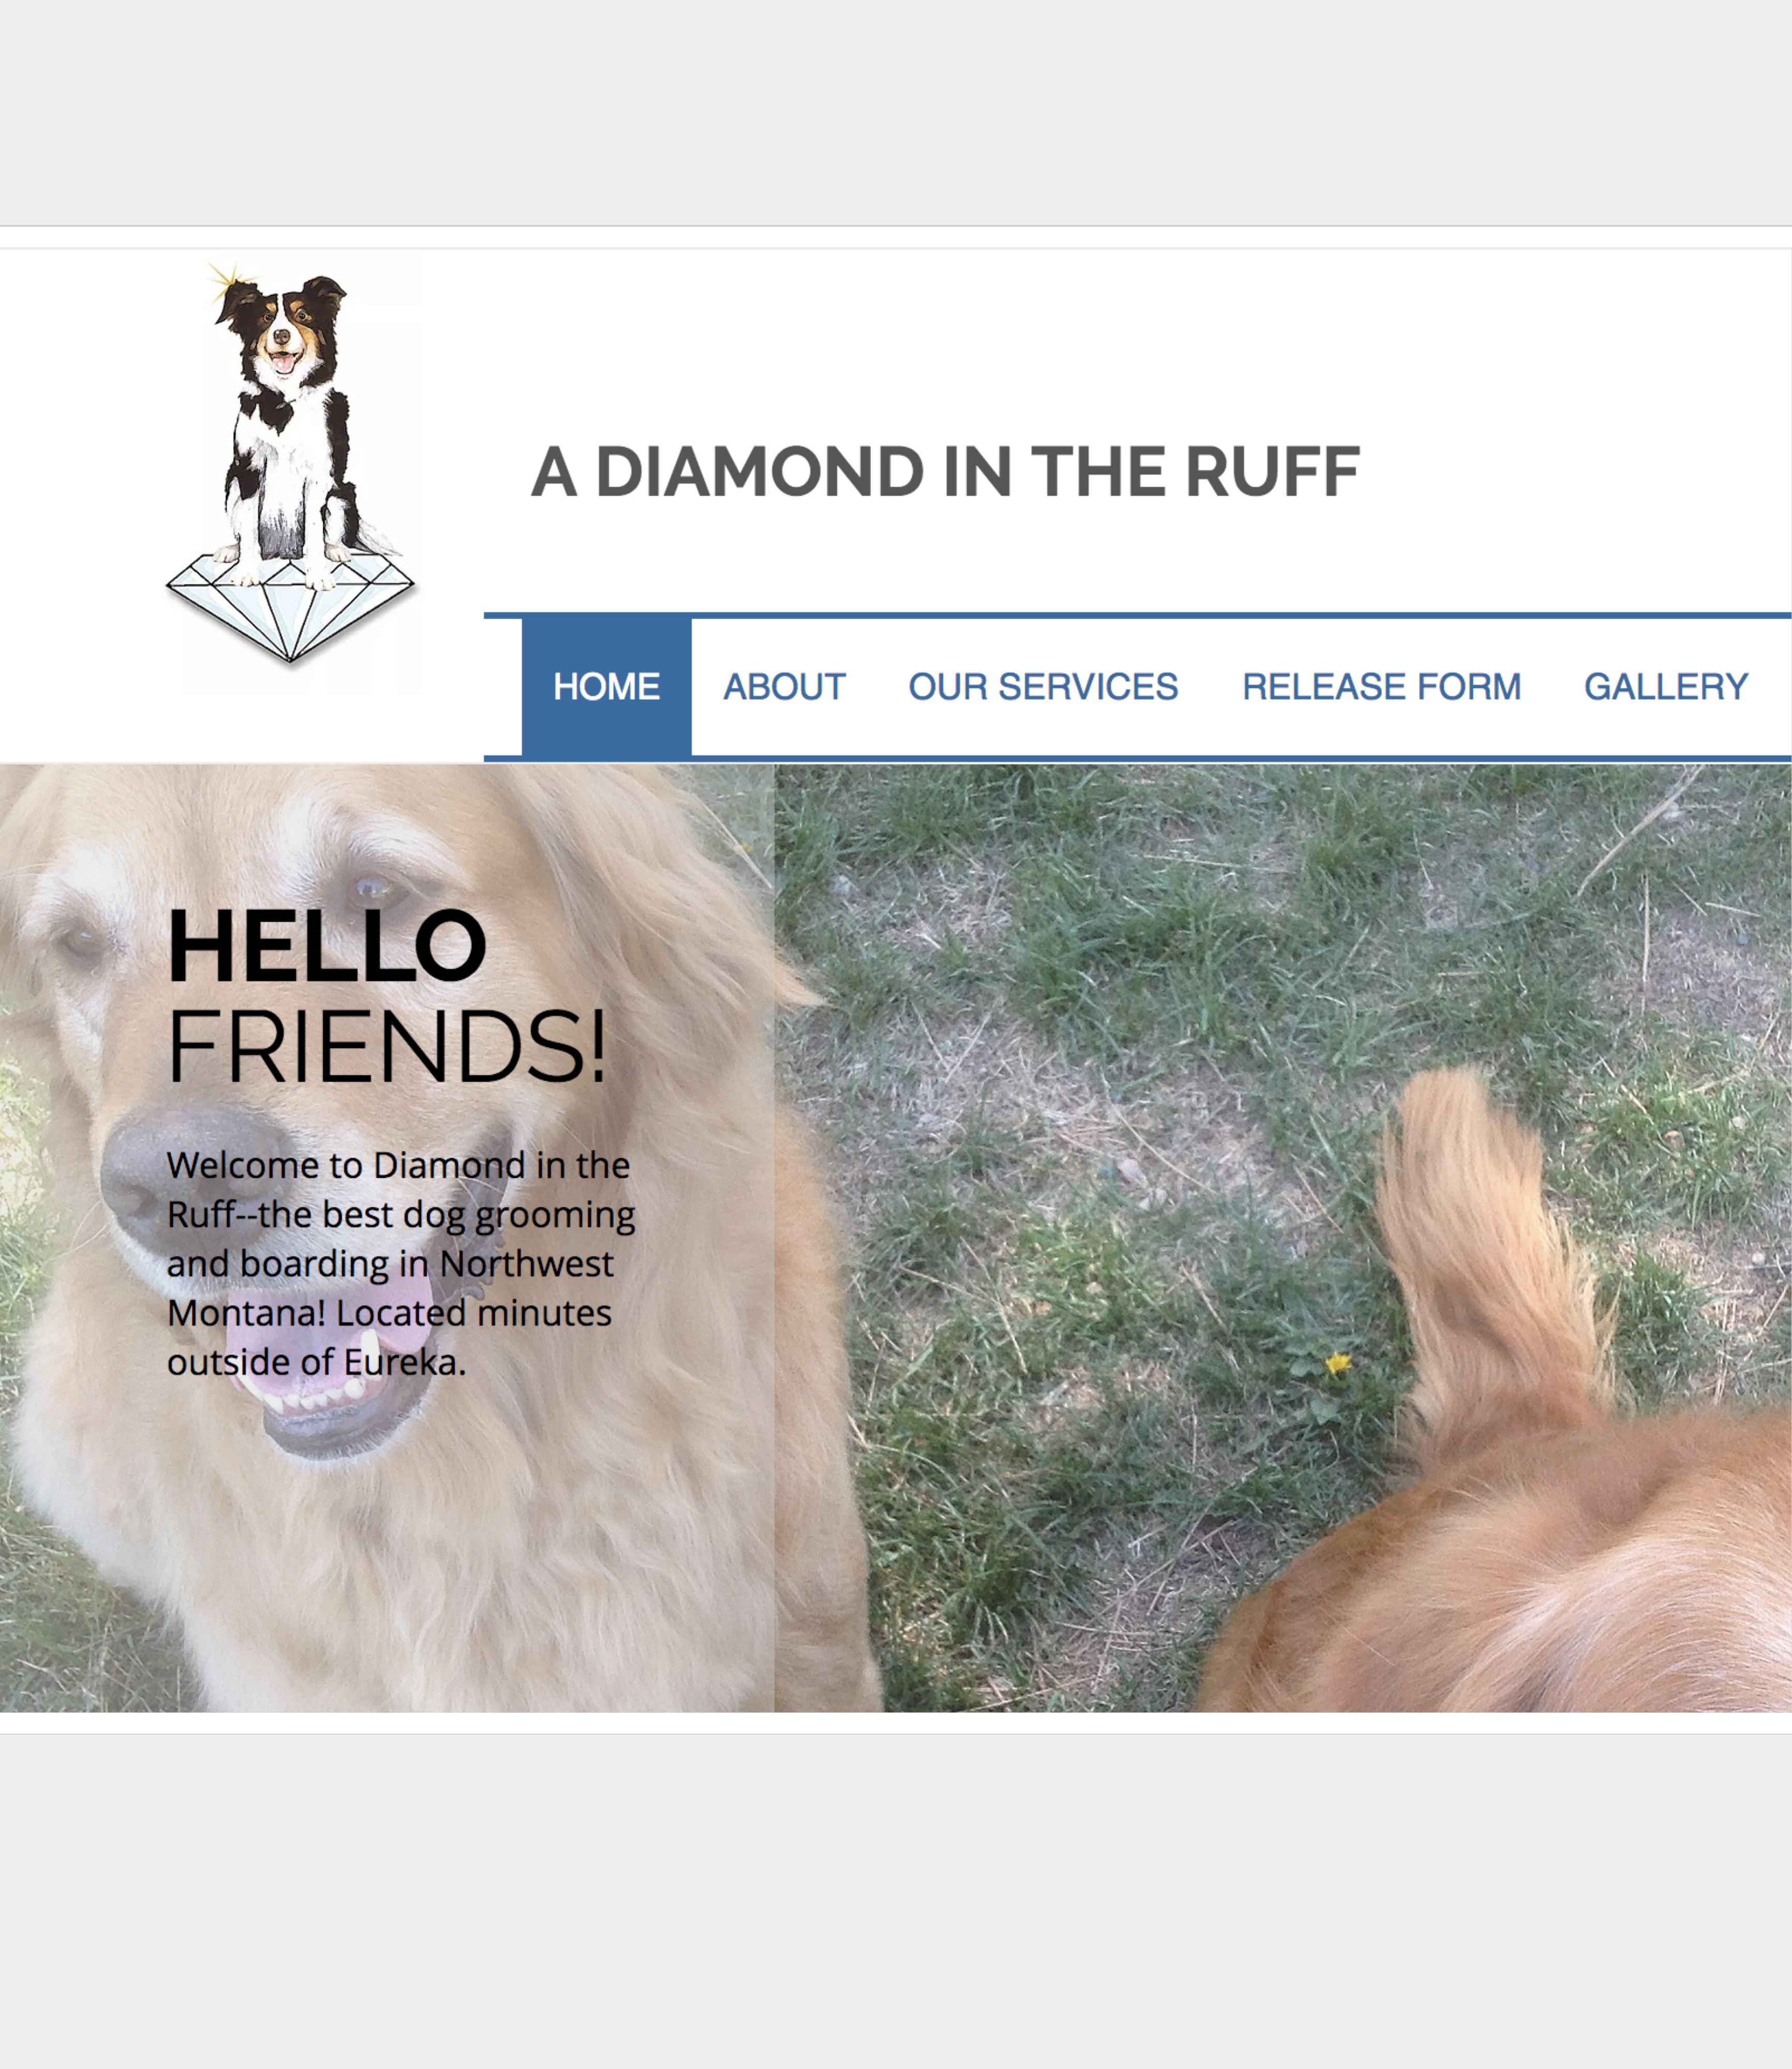 A DIAMOND IN THE RUFF
HOME ABOUT OUR SERVICES RELEASE FORM GALLERY
HELLO
FRIENDS!
Welcome to Diamond in the
Ruff--the best dog grooming
and boarding in Northwest
Montana! Located minutes
outside of Eureka.